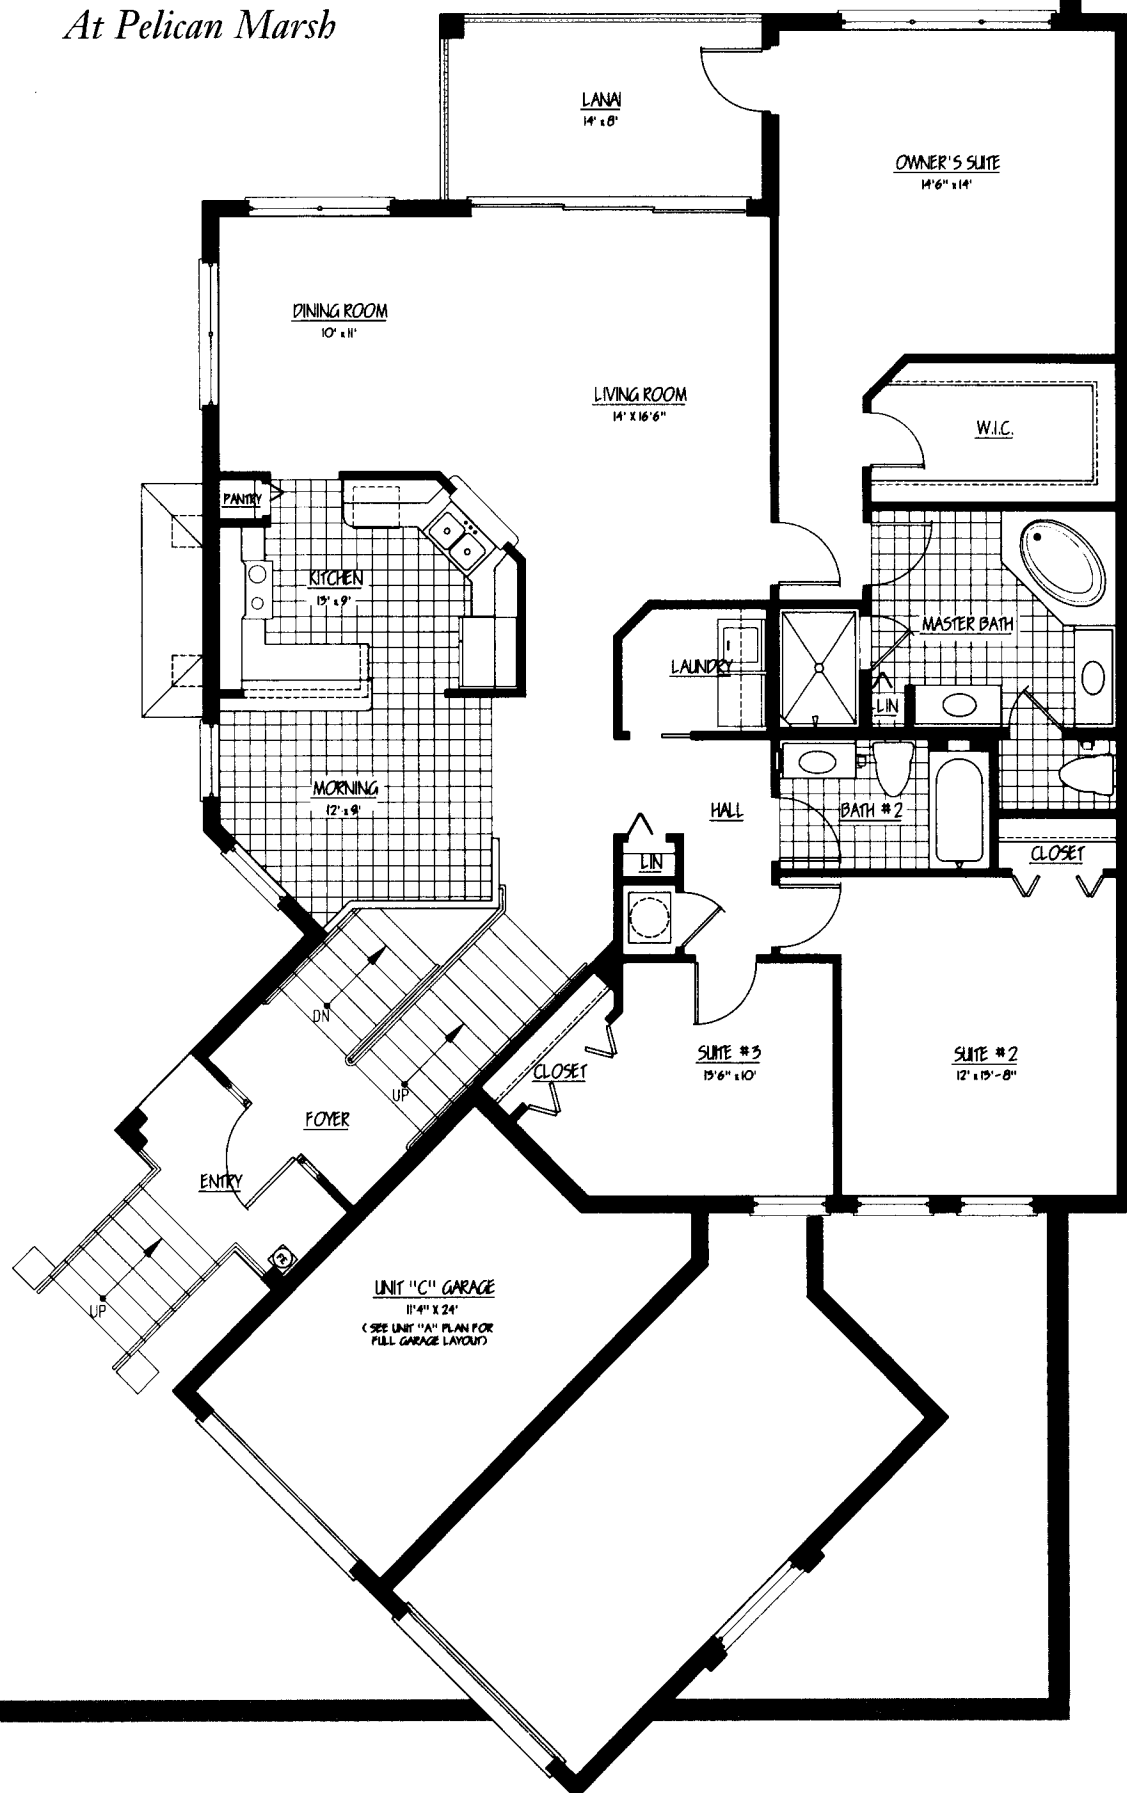 At Pelican Marsh
LANAI
14' x 8'
OWNER'S SUITE
14'6" x 14'
DINING ROOM
10' x 11'
LIVING ROOM
14' X 16'6"
W.I.C.
PANTRY
KITCHEN
13' x 9'
MASTER BATH
LAUNDRY
LIN
MORNING
12' x 9'
HALL
BATH #2
LIN
CLOSET
DN
SUITE #3
13'6" x 10'
SUITE #2
12' x 13'-8"
CLOSET
UP
FOYER
ENTRY
FE
UP
UNIT "C" GARAGE
11'4" X 24'
(SEE UNIT "A" PLAN FOR
FULL GARAGE LAYOUT)